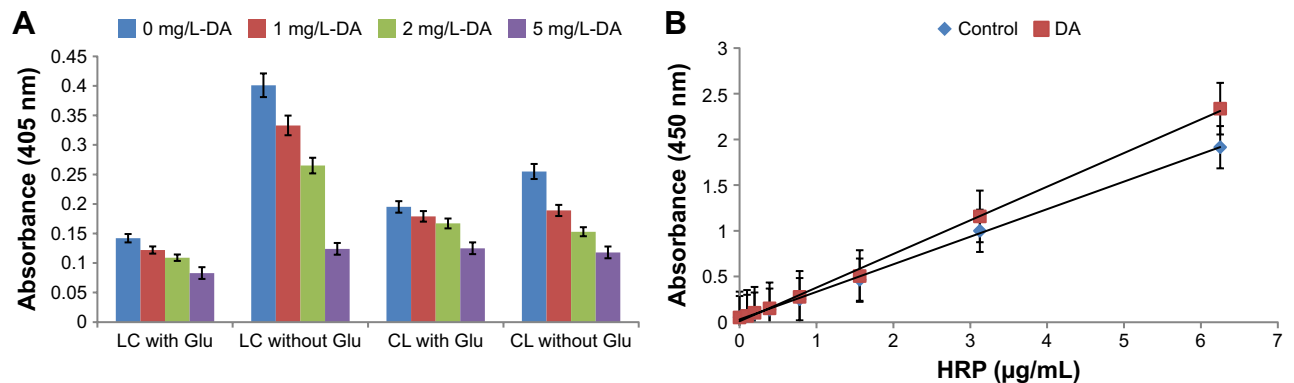 A
0 mg/L-DA 1 mg/L-DA 2 mg/L-DA 5 mg/L-DA
Absorbance (405 nm)
0.45
0.4
0.35
0.3
0.25
0.2
0.15
0.1
0.05
0
LC with Glu LC without Glu CL with Glu CL without Glu
B
Control DA
Absorbance (450 nm)
3
2.5
2
1.5
1
0.5
0
0 1 2 3 4 5 6 7
HRP (µg/mL)